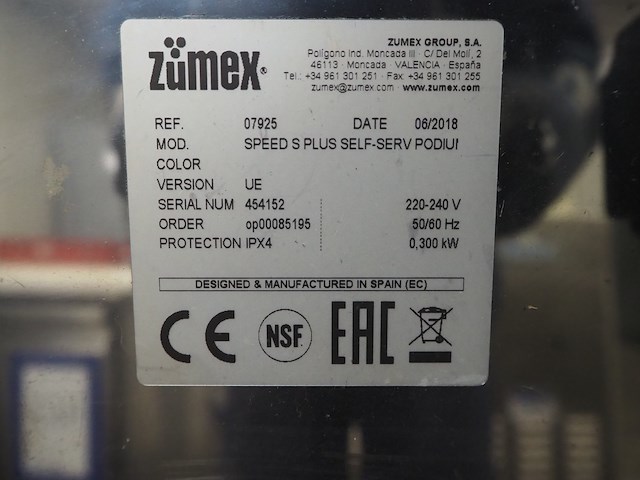 zümex®
ZUMEX GROUP, S.A.
Polígono Ind. Moncada III · C/ Del Molí, 2
46113 · Moncada · VALENCIA · España
Tel.: +34 961 301 251 · Fax +34 961 301 255
zumex@zumex.com · www.zumex.com
REF. 07925 DATE 06/2018
MOD. SPEED S PLUS SELF-SERV PODIUI
COLOR
VERSION UE
SERIAL NUM 454152 220-240 V
ORDER op00085195 50/60 Hz
PROTECTION IPX4 0,300 kW
DESIGNED & MANUFACTURED IN SPAIN (EC)
CE NSF EAC